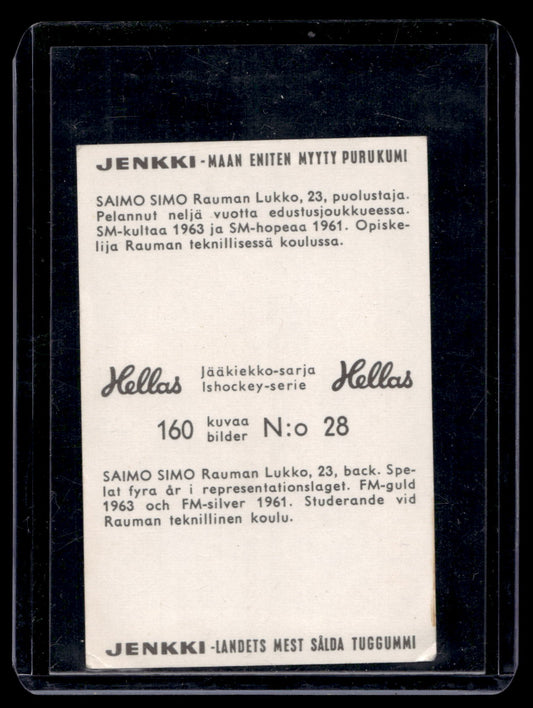 JENKKI - MAAN ENITEN MYYTY PURUKUMI
SAIMO SIMO Rauman Lukko, 23, puolustaja.
Pelannut neljä vuotta edustusjoukkueessa.
SM-kultaa 1963 ja SM-hopeaa 1961. Opiske-
lija Rauman teknillisessä koulussa.
Hellas Jääkiekko-sarja Hellas
Ishockey-serie
160 kuvaa N:o 28
bilder
SAIMO SIMO Rauman Lukko, 23, back. Spe-
lat fyra år i representationslaget. FM-guld
1963 och FM-silver 1961. Studerande vid
Rauman teknillinen koulu.
JENKKI - LANDETS MEST SÅLDA TUGGUMMI